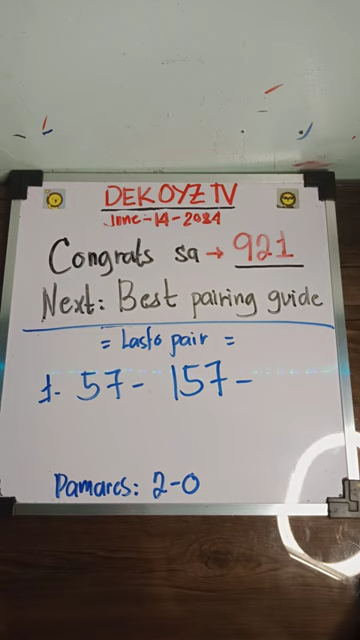 DEKOYZ TV
June-14-2024
Congrats sa → 921
Next: Best pairing guide
= Lasto pair =
1- 57- 157-
Pamares: 2-0